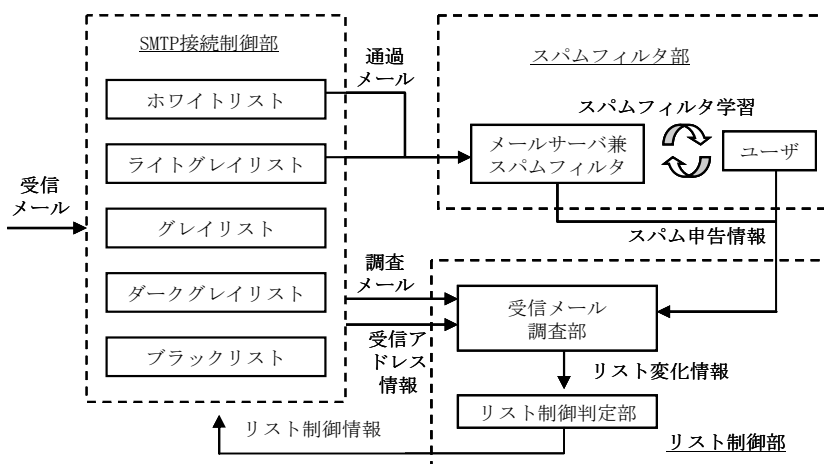 SMTP接続制御部
ホワイトリスト
ライトグレイリスト
グレイリスト
ダークグレイリスト
ブラックリスト
受信
メール
通過
メール
スパムフィルタ部
スパムフィルタ学習
メールサーバ兼
スパムフィルタ
ユーザ
スパム申告情報
調査
メール
受信ア
ドレス
情報
受信メール
調査部
リスト変化情報
リスト制御判定部
リスト制御部
リスト制御情報